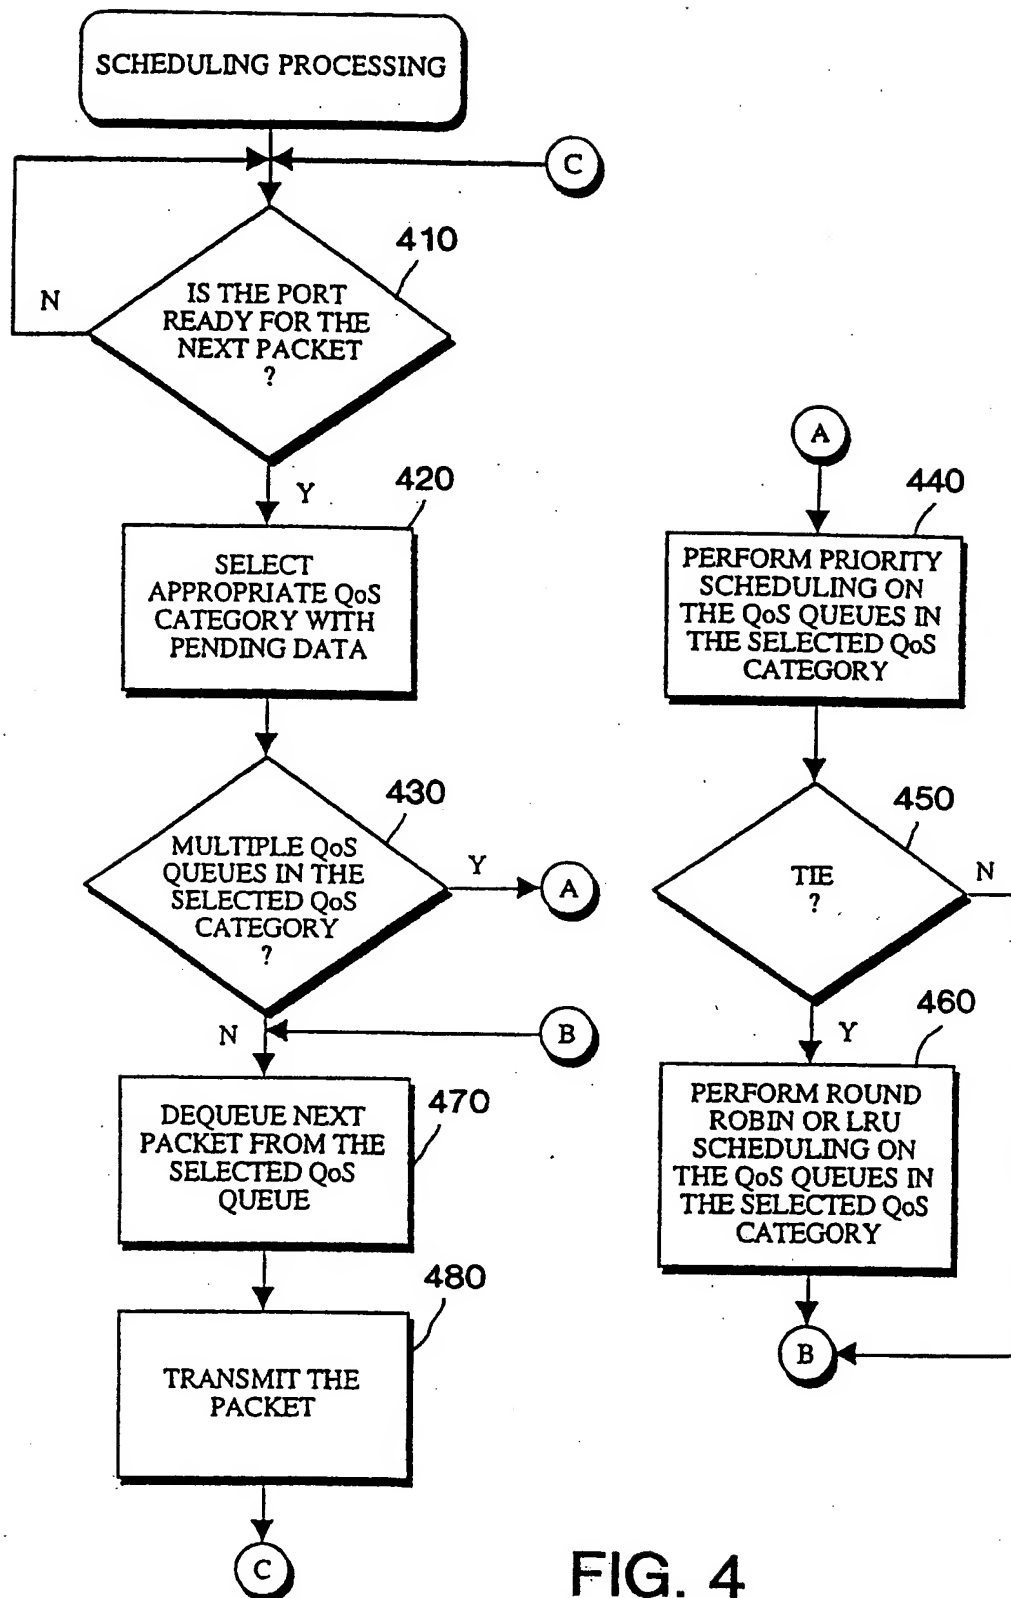 SCHEDULING PROCESSING
C
410
IS THE PORT
READY FOR THE
NEXT PACKET
?
N
Y
420
SELECT
APPROPRIATE QoS
CATEGORY WITH
PENDING DATA
430
MULTIPLE QoS
QUEUES IN THE
SELECTED QoS
CATEGORY
?
Y
A
N
B
470
DEQUEUE NEXT
PACKET FROM THE
SELECTED QoS
QUEUE
480
TRANSMIT THE
PACKET
C
A
440
PERFORM PRIORITY
SCHEDULING ON
THE QoS QUEUES IN
THE SELECTED QoS
CATEGORY
450
TIE
?
N
Y
460
PERFORM ROUND
ROBIN OR LRU
SCHEDULING ON
THE QoS QUEUES IN
THE SELECTED QoS
CATEGORY
B
FIG. 4